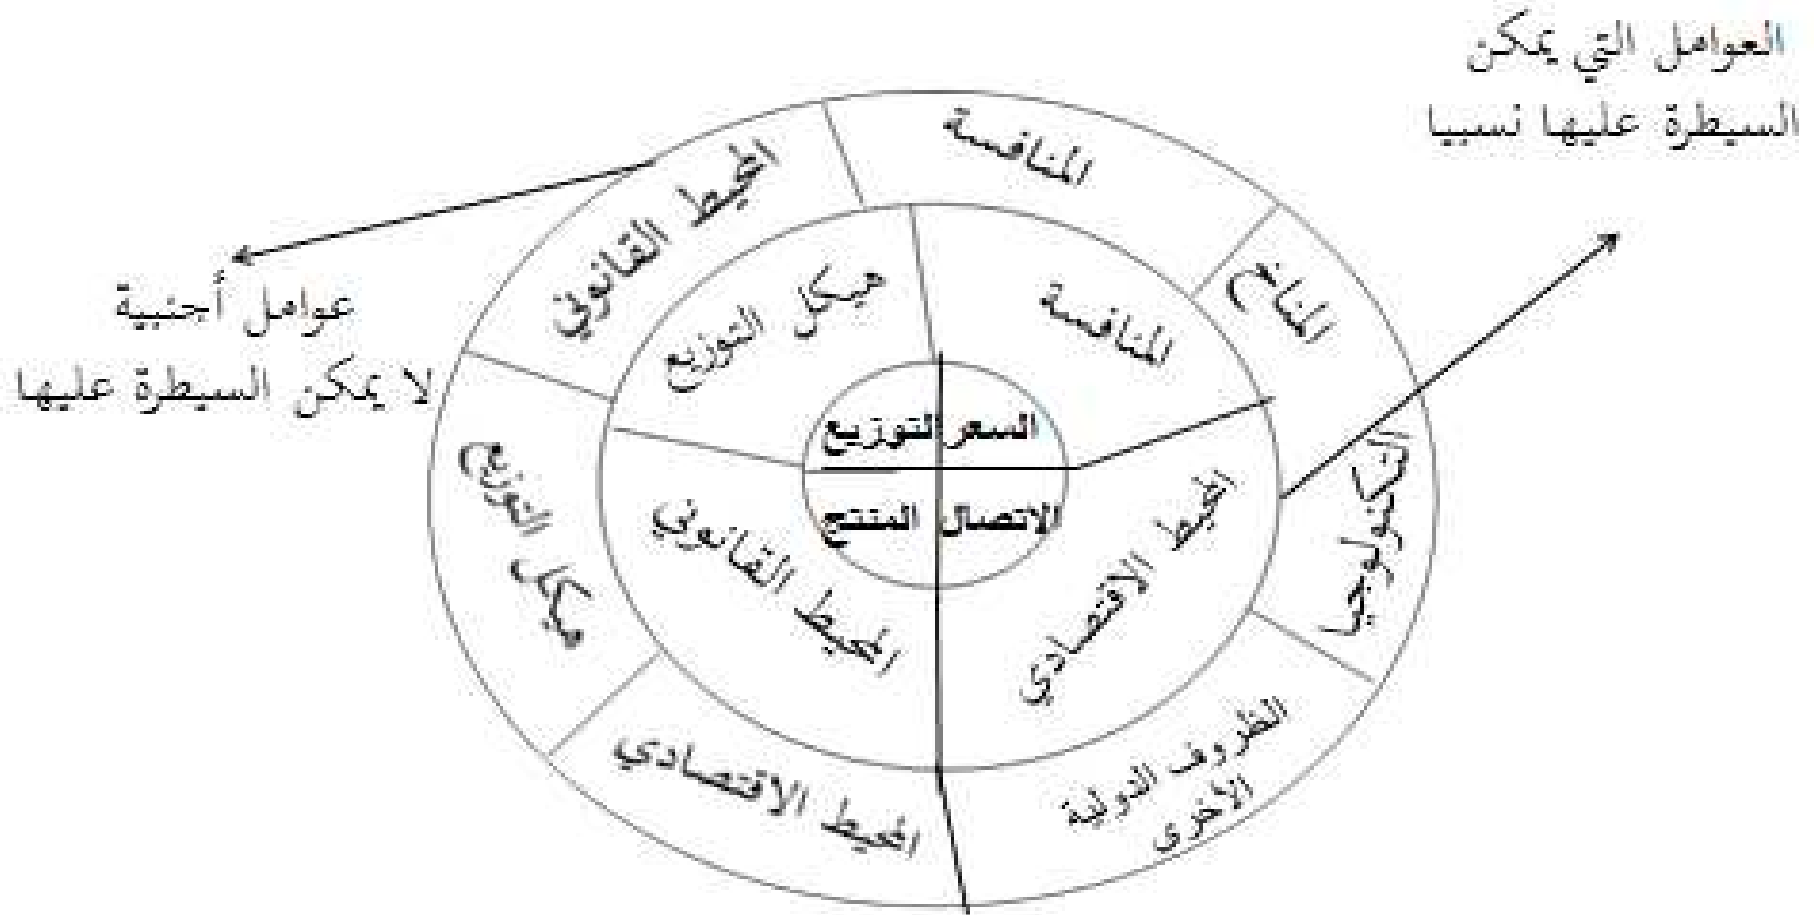 العوامل التي يمكن
السيطرة عليها نسبيا
عوامل أجنبية
لا يمكن السيطرة عليها
المنافسة
المناخ
التكنولوجيا
الظروف الدولية
الأخرى
المحيط الاقتصادي
هيكل التوزيع
المحيط القانوني
المنافسة
المحيط الاقتصادي
المحيط القانوني
هيكل التوزيع
السعر
التوزيع
الاتصال
المنتج